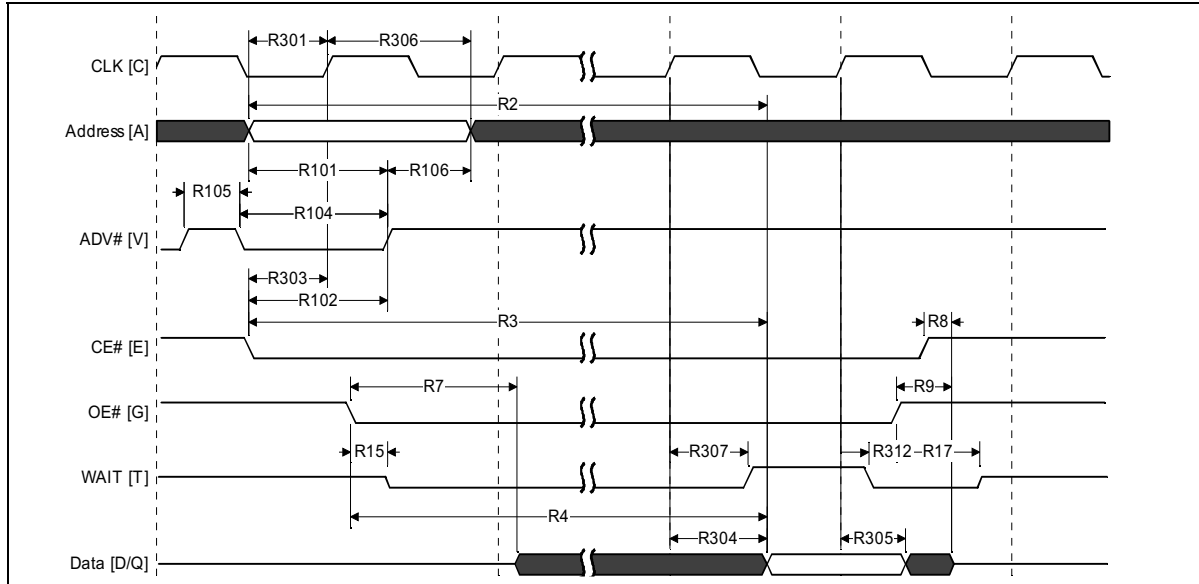 R301 R306
CLK [C]
R2
Address [A]
R101 R106
R105
R104
ADV# [V]
R303
R102
R3
R8
CE# [E]
R7
R9
OE# [G]
R15
R307
R312 R17
WAIT [T]
R4
R304 R305
Data [D/Q]